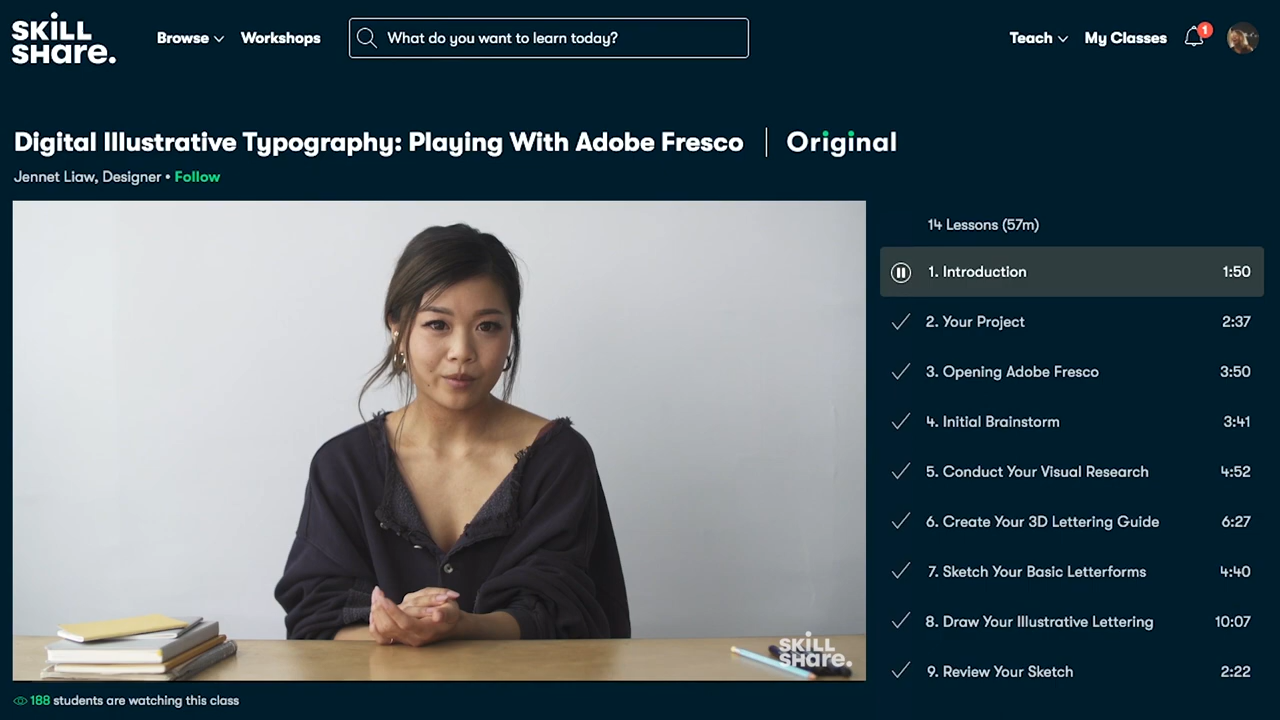 SKILL
SHARE.
Browse
Workshops
What do you want to learn today?
Teach
My Classes
1
Digital Illustrative Typography: Playing With Adobe Fresco | Original
Jennet Liaw, Designer • Follow
14 Lessons (57m)
1. Introduction 1:50
2. Your Project 2:37
3. Opening Adobe Fresco 3:50
4. Initial Brainstorm 3:41
5. Conduct Your Visual Research 4:52
6. Create Your 3D Lettering Guide 6:27
7. Sketch Your Basic Letterforms 4:40
8. Draw Your Illustrative Lettering 10:07
9. Review Your Sketch 2:22
SKILL
SHARE.
188 students are watching this class